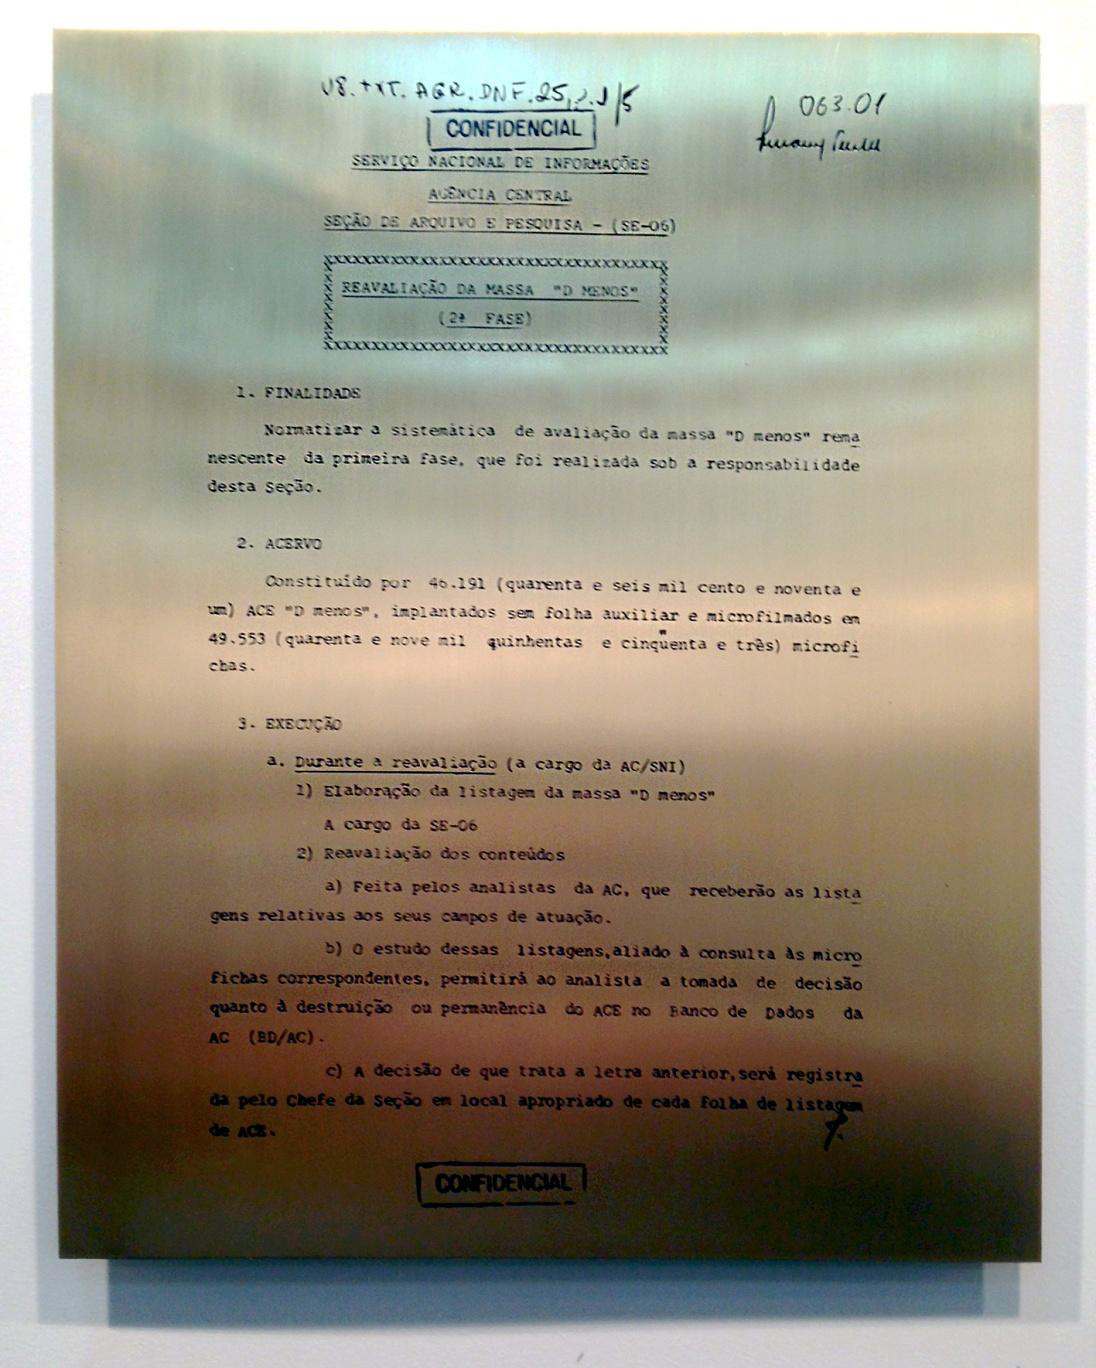 V8.TXT.AGR.DNF.25,2.1/5
063.01
CONFIDENCIAL
SERVIÇO NACIONAL DE INFORMAÇÕES
AGÊNCIA CENTRAL
SEÇÃO DE ARQUIVO E PESQUISA - (SE-06)
REAVALIAÇÃO DA MASSA "D MENOS"
(2ª FASE)
1. FINALIDADE
Normatizar a sistemática de avaliação da massa "D menos" rema
nescente da primeira fase, que foi realizada sob a responsabilidade
desta Seção.
2. ACERVO
Constituído por 46.191 (quarenta e seis mil cento e noventa e
um) ACE "D menos", implantados sem folha auxiliar e microfilmados em
49.553 (quarenta e nove mil quinhentas e cinqüenta e três) microfi
chas.
3. EXECUÇÃO
a. Durante a reavaliação (a cargo da AC/SNI)
1) Elaboração da listagem da massa "D menos"
A cargo da SE-06
2) Reavaliação dos conteúdos
a) Feita pelos analistas da AC, que receberão as lista
gens relativas aos seus campos de atuação.
b) O estudo dessas listagens,aliado à consulta às micro
fichas correspondentes, permitirá ao analista a tomada de decisão
quanto à destruição ou permanência do ACE no Banco de Dados da
AC (BD/AC).
c) A decisão de que trata a letra anterior,será registra
da pelo Chefe da Seção em local apropriado de cada folha de listagem
de ACE.
CONFIDENCIAL